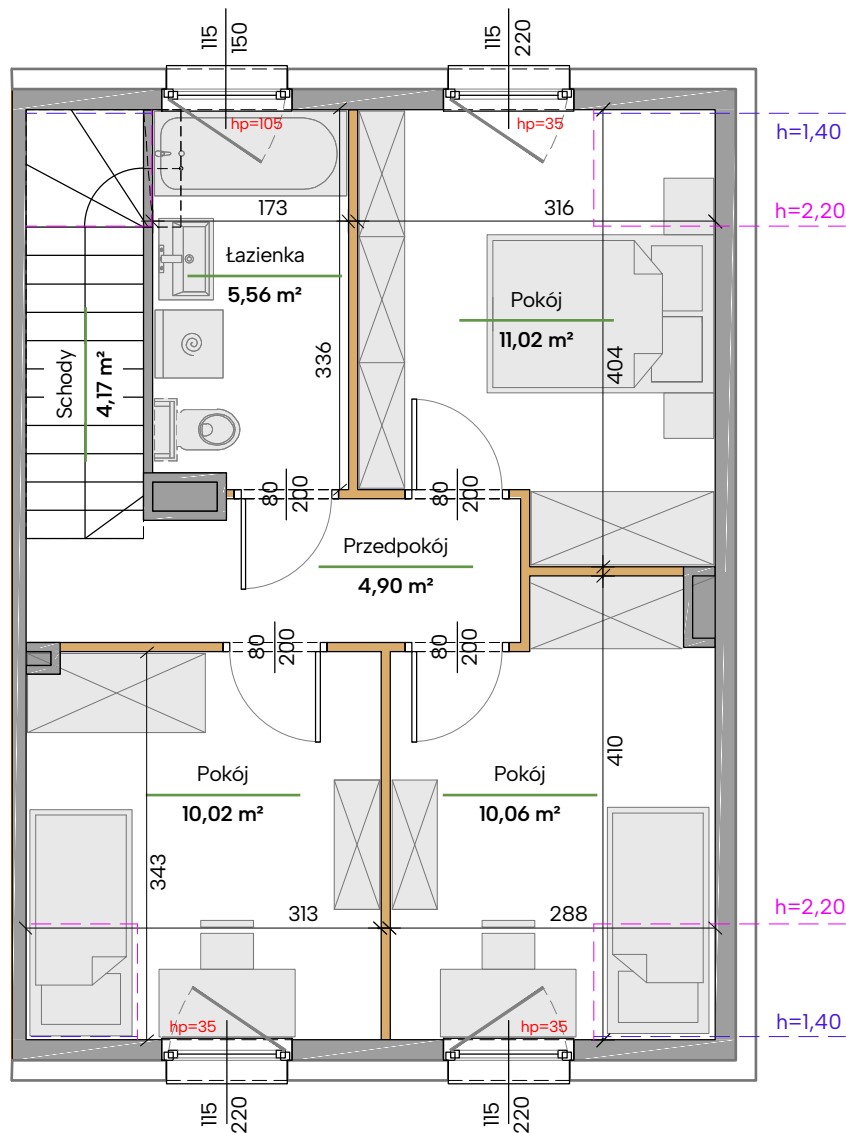 115
150
115
220
hp=105
hp=35
h=1,40
173
316
h=2,20
Łazienka
5,56 m²
Pokój
11,02 m²
336
404
Schody
4,17 m²
80
200
80
200
Przedpokój
4,90 m²
80
200
80
200
410
Pokój
10,02 m²
Pokój
10,06 m²
343
313
288
h=2,20
hp=35
hp=35
h=1,40
115
220
115
220